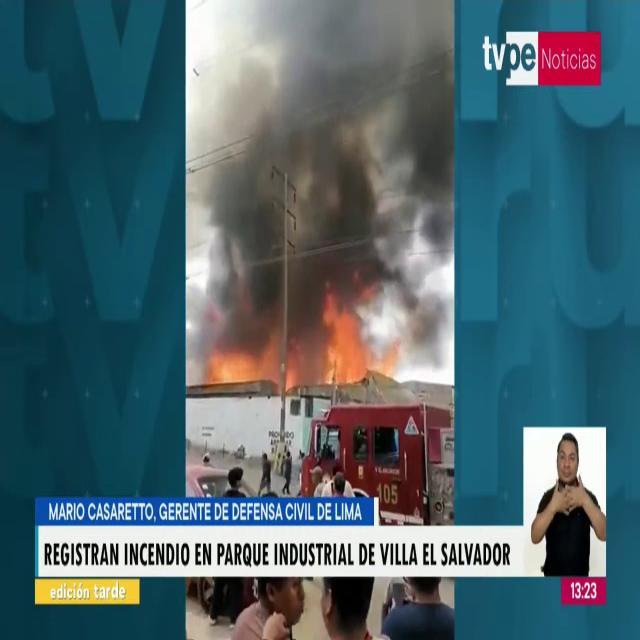 tvpe Noticias
105
MARIO CASARETTO, GERENTE DE DEFENSA CIVIL DE LIMA
REGISTRAN INCENDIO EN PARQUE INDUSTRIAL DE VILLA EL SALVADOR
edición tarde
13:23